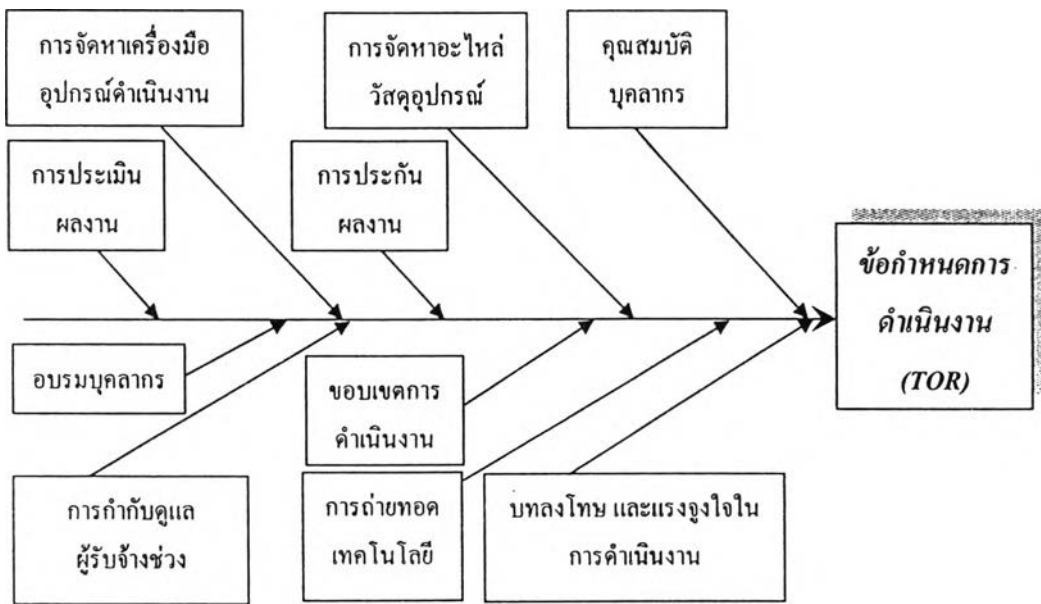 การจัดหาเครื่องมือ
อุปกรณ์ดำเนินงาน
การจัดหาอะไหล่
วัสดุอุปกรณ์
คุณสมบัติ
บุคลากร
การประเมิน
ผลงาน
การประกัน
ผลงาน
ข้อกำหนดการ
ดำเนินงาน
(TOR)
อบรมบุคลากร
ขอบเขตการ
ดำเนินงาน
การกำกับดูแล
ผู้รับจ้างช่วง
การถ่ายทอด
เทคโนโลยี
บทลงโทษ และแรงจูงใจใน
การดำเนินงาน